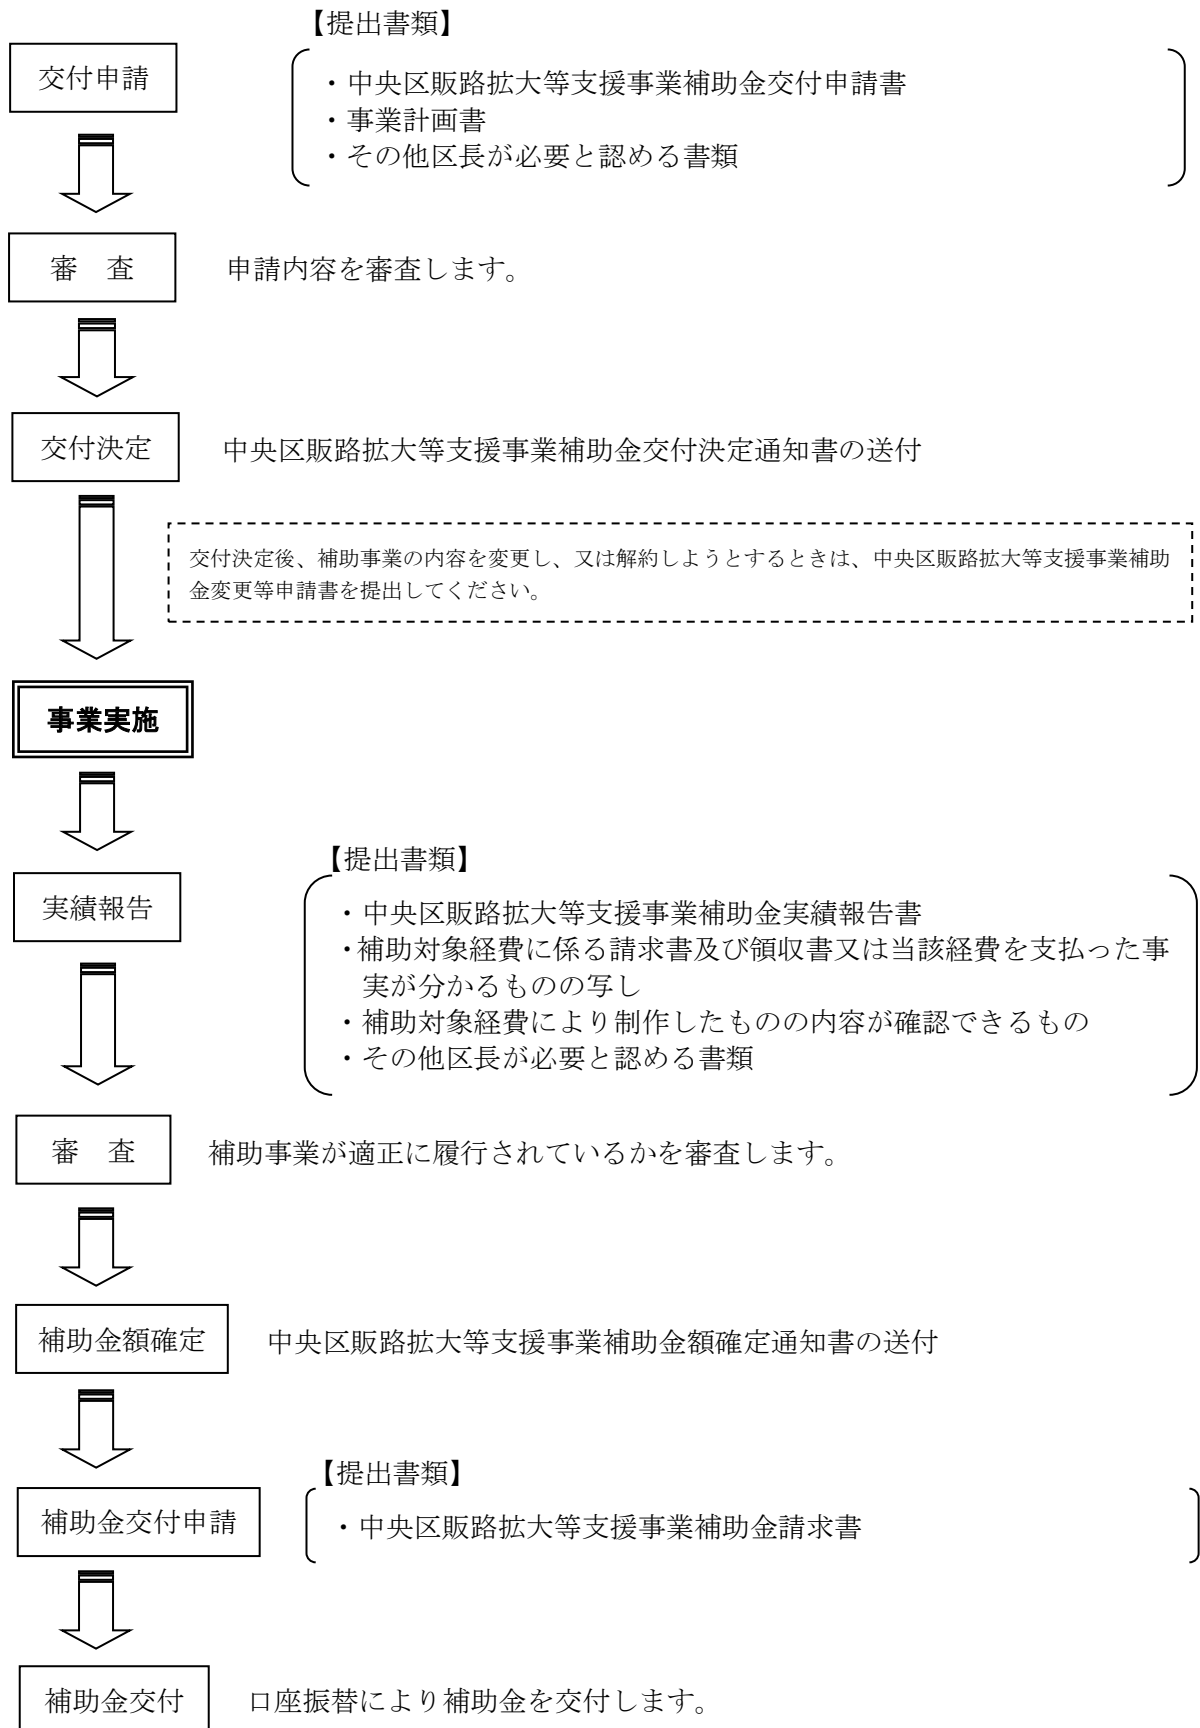 【提出書類】
交付申請
・中央区販路拡大等支援事業補助金交付申請書
・事業計画書
・その他区長が必要と認める書類
審　査
申請内容を審査します。
交付決定
中央区販路拡大等支援事業補助金交付決定通知書の送付
交付決定後、補助事業の内容を変更し、又は解約しようとするときは、中央区販路拡大等支援事業補助
金変更等申請書を提出してください。
事業実施
【提出書類】
実績報告
・中央区販路拡大等支援事業補助金実績報告書
・補助対象経費に係る請求書及び領収書又は当該経費を支払った事
実が分かるものの写し
・補助対象経費により制作したものの内容が確認できるもの
・その他区長が必要と認める書類
審　査
補助事業が適正に履行されているかを審査します。
補助金額確定
中央区販路拡大等支援事業補助金額確定通知書の送付
【提出書類】
補助金交付申請
・中央区販路拡大等支援事業補助金請求書
補助金交付
口座振替により補助金を交付します。